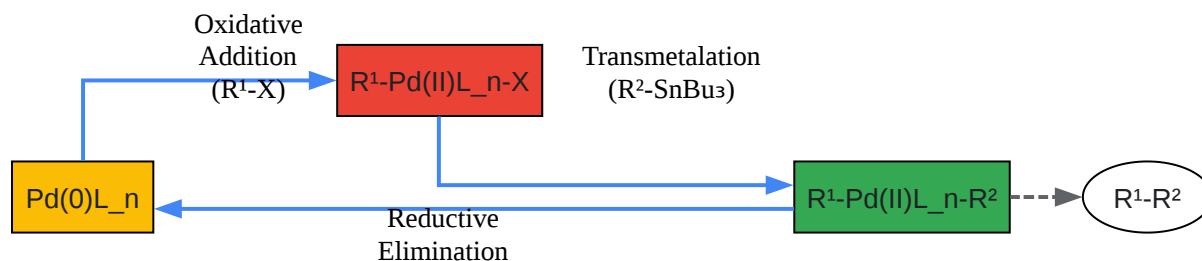 Oxidative
Addition
(R¹-X)
R¹-Pd(II)L_n-X
Transmetalation
(R²-SnBu₃)
Pd(0)L_n
R¹-Pd(II)L_n-R²
R¹-R²
Reductive
Elimination